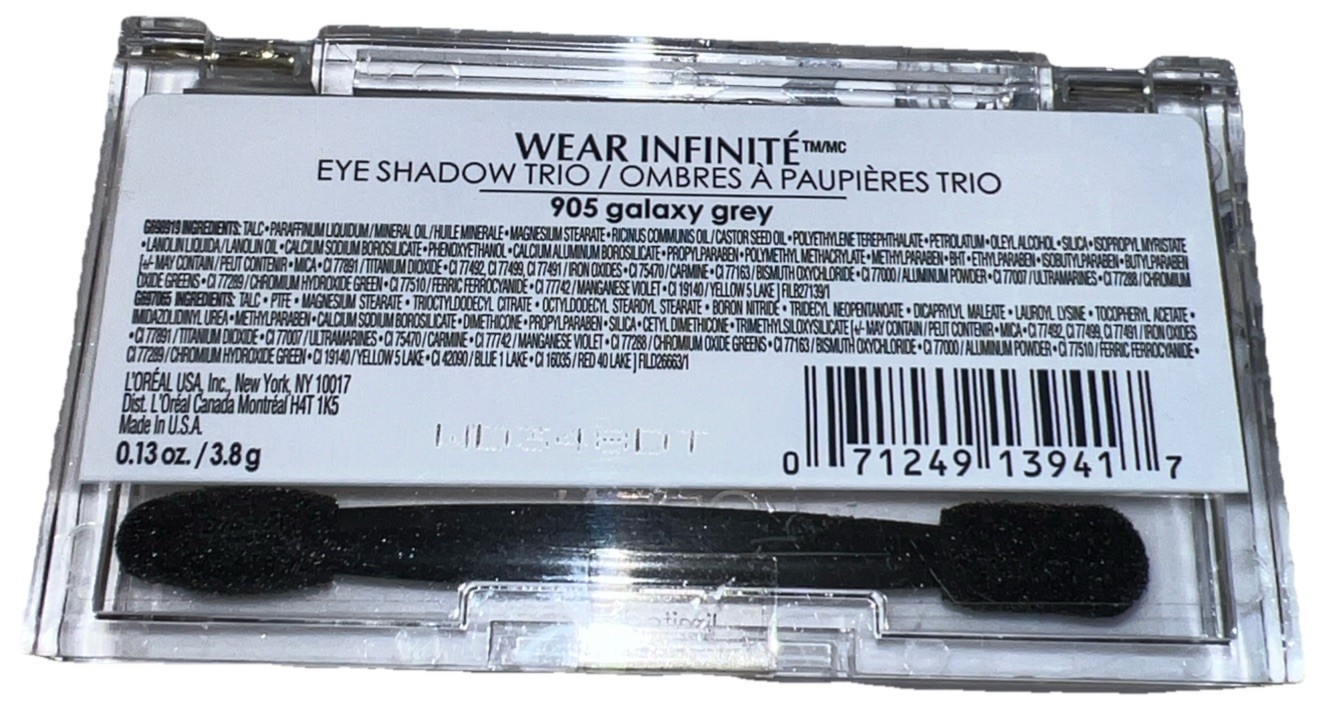 WEAR INFINITÉ™/MC
EYE SHADOW TRIO / OMBRES À PAUPIÈRES TRIO
905 galaxy grey
G898919 INGREDIENTS: TALC • PARAFFINUM LIQUIDUM / MINERAL OIL / HUILE MINERALE • MAGNESIUM STEARATE • RICINUS COMMUNIS OIL / CASTOR SEED OIL • POLYETHYLENE TEREPHTHALATE • PETROLATUM • OLEYL ALCOHOL • SILICA • ISOPROPYL MYRISTATE
• LANOLIN LIQUIDA / LANOLIN OIL • CALCIUM SODIUM BOROSILICATE • PHENOXYETHANOL • CALCIUM ALUMINUM BOROSILICATE • PROPYLPARABEN • POLYMETHYL METHACRYLATE • METHYLPARABEN • BHT • ETHYLPARABEN • ISOBUTYLPARABEN • BUTYLPARABEN
[+/- MAY CONTAIN / PEUT CONTENIR • MICA • CI 77891 / TITANIUM DIOXIDE • CI 77492, CI 77499, CI 77491 / IRON OXIDES • CI 75470 / CARMINE • CI 77163 / BISMUTH OXYCHLORIDE • CI 77000 / ALUMINUM POWDER • CI 77007 / ULTRAMARINES • CI 77288 / CHROMIUM
OXIDE GREENS • CI 77289 / CHROMIUM HYDROXIDE GREEN • CI 77510 / FERRIC FERROCYANIDE • CI 77742 / MANGANESE VIOLET • CI 19140 / YELLOW 5 LAKE ] FILR27139/1
G897065 INGREDIENTS: TALC • PTFE • MAGNESIUM STEARATE • TRIOCTYLDODECYL CITRATE • OCTYLDODECYL STEAROYL STEARATE • BORON NITRIDE • TRIDECYL NEOPENTANOATE • DICAPRYLYL MALEATE • LAUROYL LYSINE • TOCOPHERYL ACETATE •
IMIDAZOLIDINYL UREA • METHYLPARABEN • CALCIUM SODIUM BOROSILICATE • DIMETHICONE • PROPYLPARABEN • SILICA • CETYL DIMETHICONE • TRIMETHYLSILOXYSILICATE [+/- MAY CONTAIN / PEUT CONTENIR • MICA • CI 77492, CI 77499, CI 77491 / IRON OXIDES
• CI 77891 / TITANIUM DIOXIDE • CI 77007 / ULTRAMARINES • CI 75470 / CARMINE • CI 77742 / MANGANESE VIOLET • CI 77288 / CHROMIUM OXIDE GREENS • CI 77163 / BISMUTH OXYCHLORIDE • CI 77000 / ALUMINUM POWDER • CI 77510 / FERRIC FERROCYANIDE •
CI 77289 / CHROMIUM HYDROXIDE GREEN • CI 19140 / YELLOW 5 LAKE • CI 42090 / BLUE 1 LAKE • CI 16035 / RED 40 LAKE ] FILD26663/1
L'ORÉAL USA, Inc., New York, NY 10017
Dist. L'Oréal Canada Montréal H4T 1K5
Made In U.S.A.
0.13 oz. / 3.8 g
0 71249 13941 7